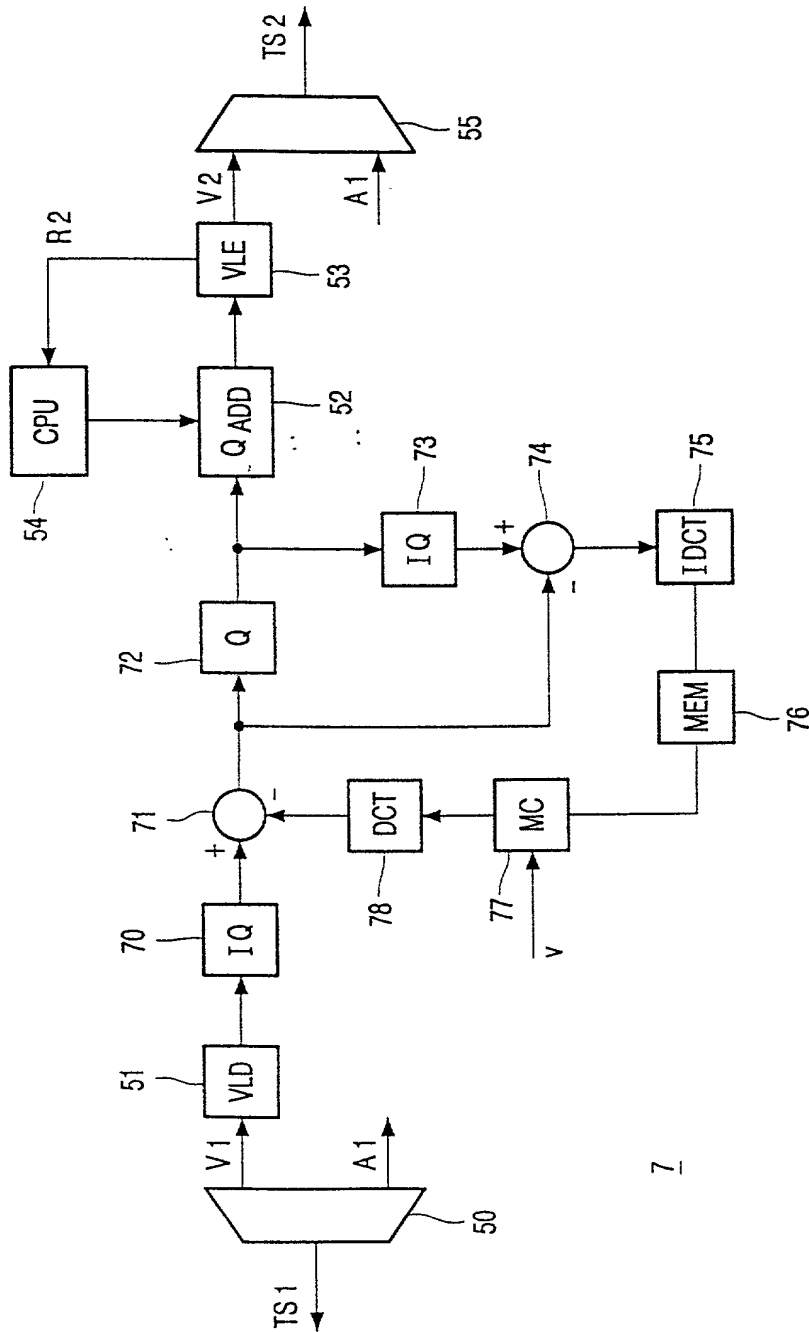 TS1
50
V1
A1
VLD
51
IQ
70
71
+
-
Q
72
Q ADD
52
CPU
54
R2
VLE
53
V2
A1
55
TS2
IQ
73
+
74
-
IDCT
75
MEM
76
MC
77
v
DCT
78
7